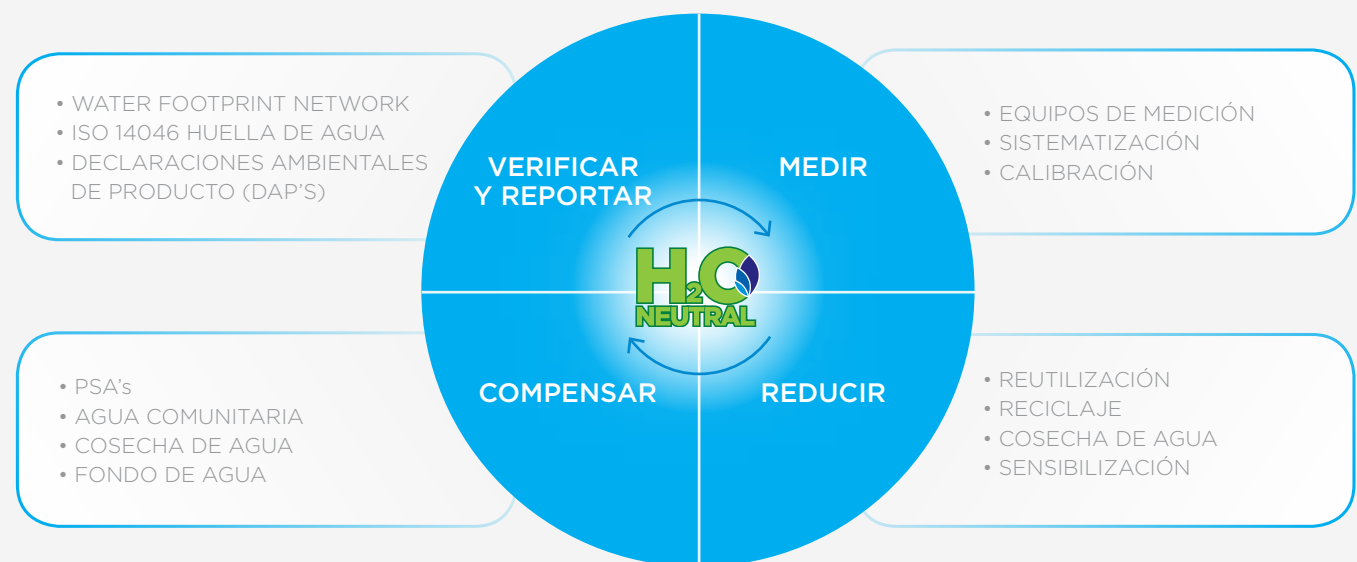 • WATER FOOTPRINT NETWORK
• ISO 14046 HUELLA DE AGUA
• DECLARACIONES AMBIENTALES
DE PRODUCTO (DAP'S)
VERIFICAR
Y REPORTAR
MEDIR
• EQUIPOS DE MEDICIÓN
• SISTEMATIZACIÓN
• CALIBRACIÓN
H2O
NEUTRAL
• PSA's
• AGUA COMUNITARIA
• COSECHA DE AGUA
• FONDO DE AGUA
COMPENSAR
REDUCIR
• REUTILIZACIÓN
• RECICLAJE
• COSECHA DE AGUA
• SENSIBILIZACIÓN